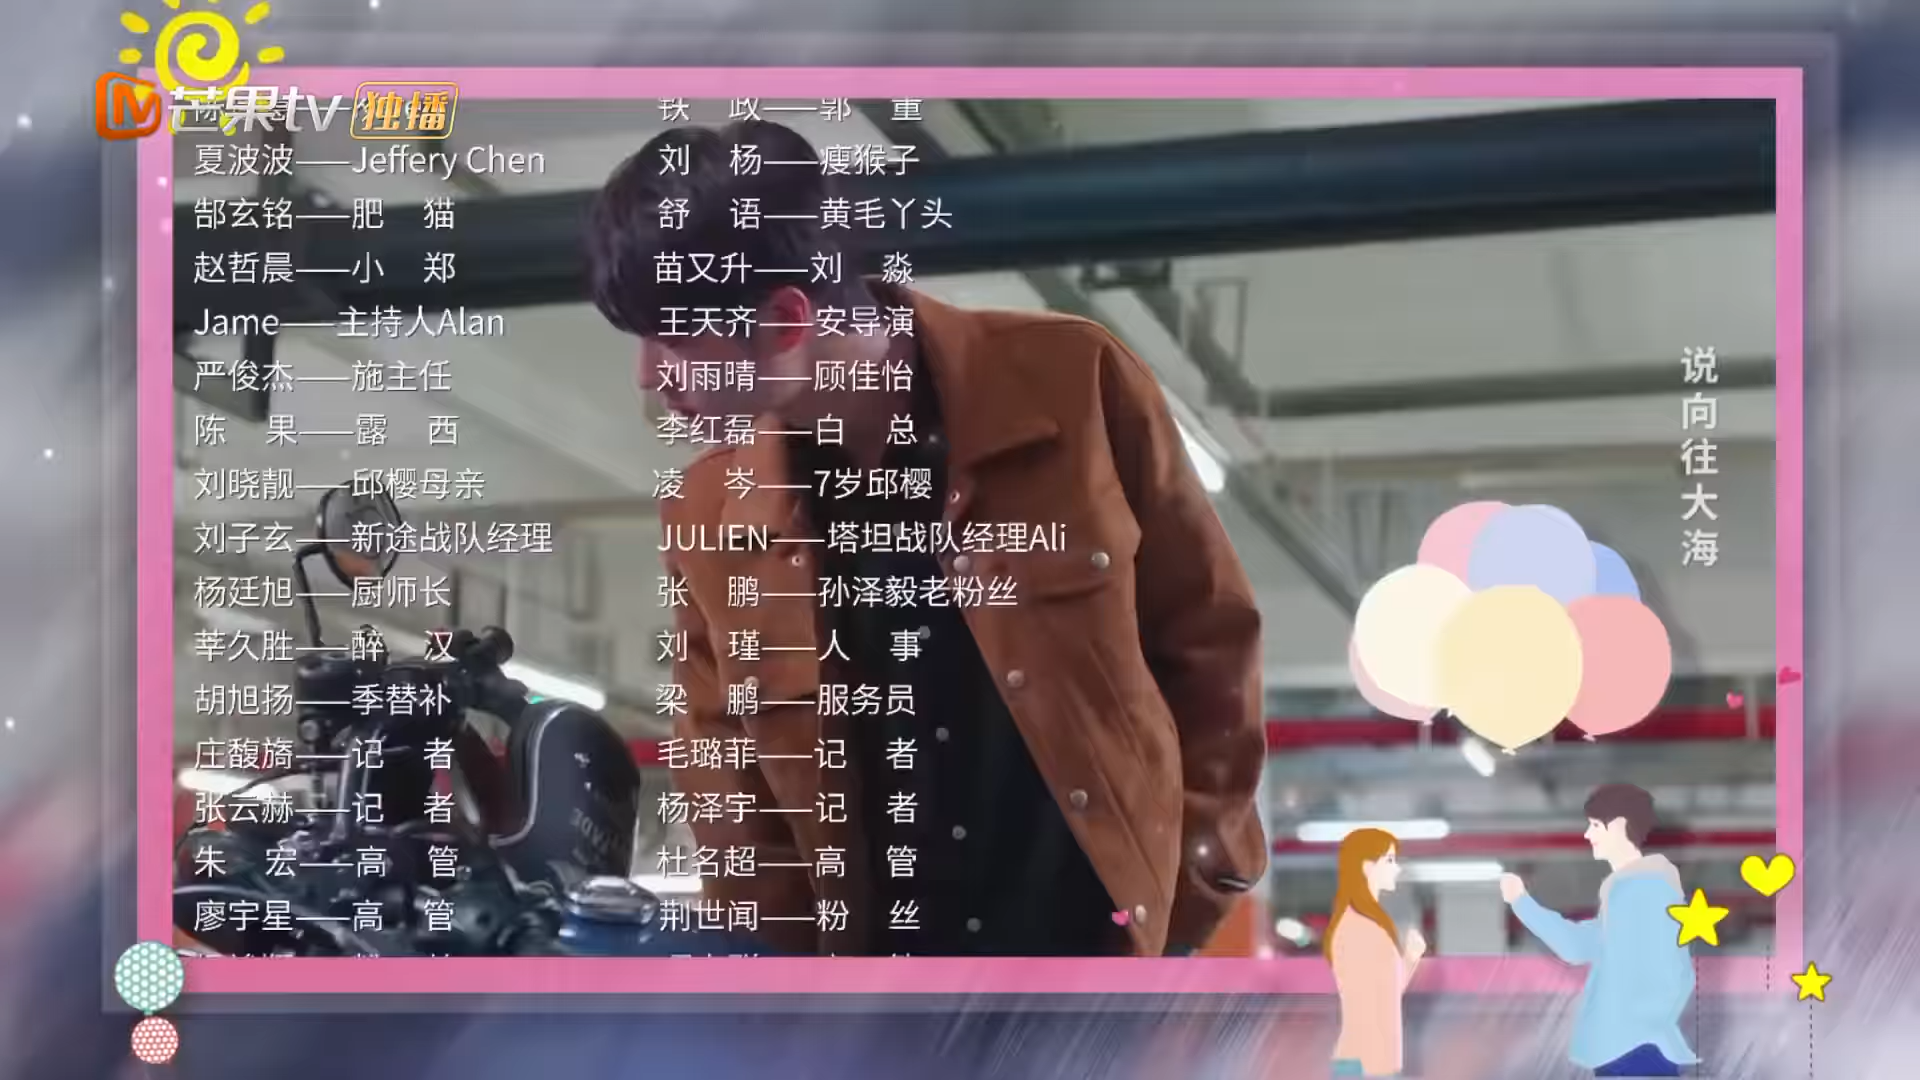 芒果tv 独播
铁 政——郭 重
夏波波——Jeffery Chen
刘 杨——瘦猴子
郜玄铭——肥 猫
舒 语——黄毛丫头
赵哲晨——小 郑
苗又升——刘 淼
Jame——主持人Alan
王天齐——安导演
严俊杰——施主任
刘雨晴——顾佳怡
陈 果——露 西
李红磊——白 总
刘晓靓——邱樱母亲
凌 岑——7岁邱樱
刘子玄——新途战队经理
JULIEN——塔坦战队经理Ali
杨廷旭——厨师长
张 鹏——孙泽毅老粉丝
莘久胜——醉 汉
刘 瑾——人 事
胡旭扬——季替补
梁 鹏——服务员
庄馥旖——记 者
毛璐菲——记 者
张云赫——记 者
杨泽宇——记 者
朱 宏——高 管
杜名超——高 管
廖宇星——高 管
荆世闻——粉 丝
说向往大海